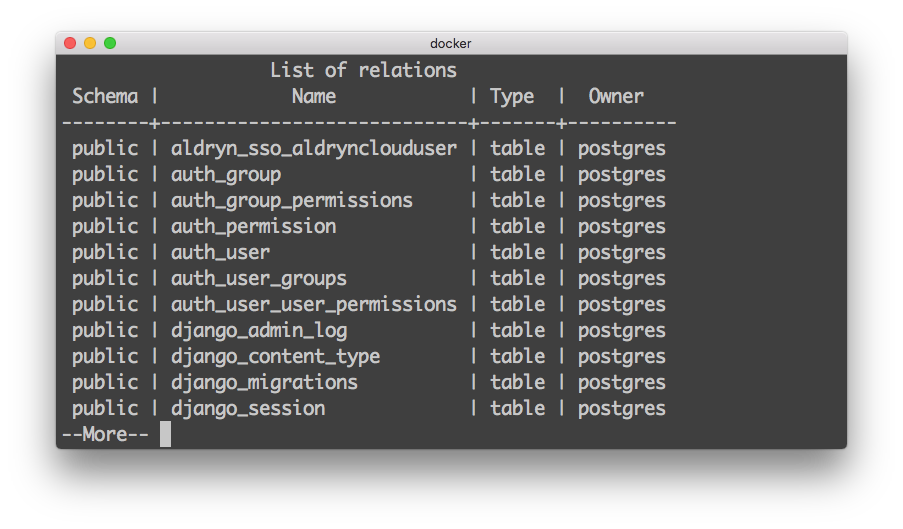 docker
List of relations
Schema | Name | Type | Owner
--------+----------------------------+-------+----------
public | aldryn_sso_aldrynclouduser | table | postgres
public | auth_group | table | postgres
public | auth_group_permissions | table | postgres
public | auth_permission | table | postgres
public | auth_user | table | postgres
public | auth_user_groups | table | postgres
public | auth_user_user_permissions | table | postgres
public | django_admin_log | table | postgres
public | django_content_type | table | postgres
public | django_migrations | table | postgres
public | django_session | table | postgres
--More--